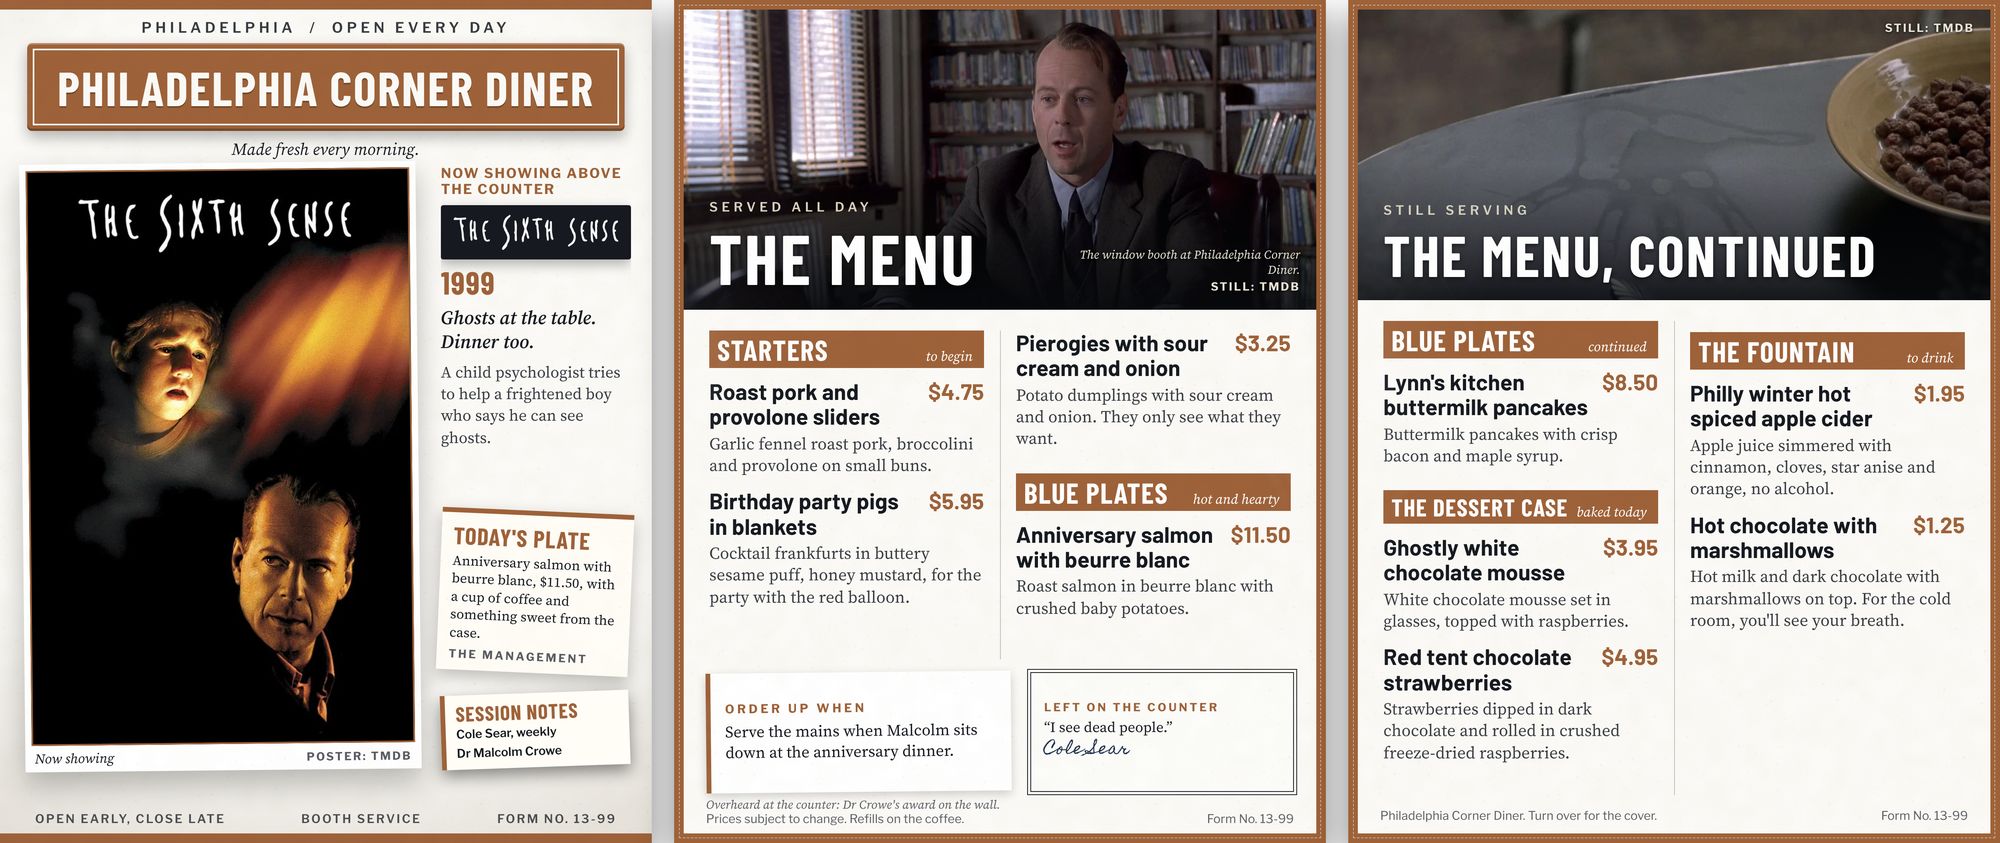 PHILADELPHIA / OPEN EVERY DAY
PHILADELPHIA CORNER DINER
Made fresh every morning.
THE SIXTH SENSE
Now showing
POSTER: TMDB
NOW SHOWING ABOVE
THE COUNTER
THE SIXTH SENSE
1999
Ghosts at the table.
Dinner too.
A child psychologist tries
to help a frightened boy
who says he can see
ghosts.
TODAY'S PLATE
Anniversary salmon with
beurre blanc, $11.50, with
a cup of coffee and
something sweet from the
case.
THE MANAGEMENT
SESSION NOTES
Cole Sear, weekly
Dr Malcolm Crowe
OPEN EARLY, CLOSE LATE
BOOTH SERVICE
FORM NO. 13-99
SERVED ALL DAY
THE MENU
The window booth at Philadelphia Corner
Diner.
STILL: TMDB
STARTERS to begin
Roast pork and $4.75
provolone sliders
Garlic fennel roast pork, broccolini
and provolone on small buns.
Birthday party pigs $5.95
in blankets
Cocktail frankfurts in buttery
sesame puff, honey mustard, for the
party with the red balloon.
Pierogies with sour $3.25
cream and onion
Potato dumplings with sour cream
and onion. They only see what they
want.
BLUE PLATES hot and hearty
Anniversary salmon $11.50
with beurre blanc
Roast salmon in beurre blanc with
crushed baby potatoes.
ORDER UP WHEN
Serve the mains when Malcolm sits
down at the anniversary dinner.
LEFT ON THE COUNTER
“I see dead people.”
Cole Sear
Overheard at the counter: Dr Crowe's award on the wall.
Prices subject to change. Refills on the coffee.
Form No. 13-99
STILL: TMDB
STILL SERVING
THE MENU, CONTINUED
BLUE PLATES continued
Lynn's kitchen $8.50
buttermilk pancakes
Buttermilk pancakes with crisp
bacon and maple syrup.
THE DESSERT CASE baked today
Ghostly white $3.95
chocolate mousse
White chocolate mousse set in
glasses, topped with raspberries.
Red tent chocolate $4.95
strawberries
Strawberries dipped in dark
chocolate and rolled in crushed
freeze-dried raspberries.
THE FOUNTAIN to drink
Philly winter hot $1.95
spiced apple cider
Apple juice simmered with
cinnamon, cloves, star anise and
orange, no alcohol.
Hot chocolate with $1.25
marshmallows
Hot milk and dark chocolate with
marshmallows on top. For the cold
room, you'll see your breath.
Philadelphia Corner Diner. Turn over for the cover.
Form No. 13-99